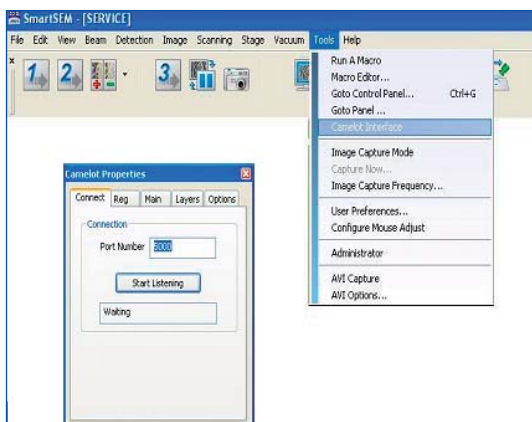 SmartSEM - [SERVICE]
File Edit View Beam Detection Image Scanning Stage Vacuum Tools Help
1 2 3
Run A Macro
Macro Editor...
Goto Control Panel... Ctrl+G
Goto Panel ...
Camelot Interface
Image Capture Mode
Capture Now...
Image Capture Frequency...
User Preferences...
Configure Mouse Adjust
Administrator
AVI Capture
AVI Options...
Camelot Properties
Connect Reg Main Layers Options
Connection
Port Number 5000
Start Listening
Waiting